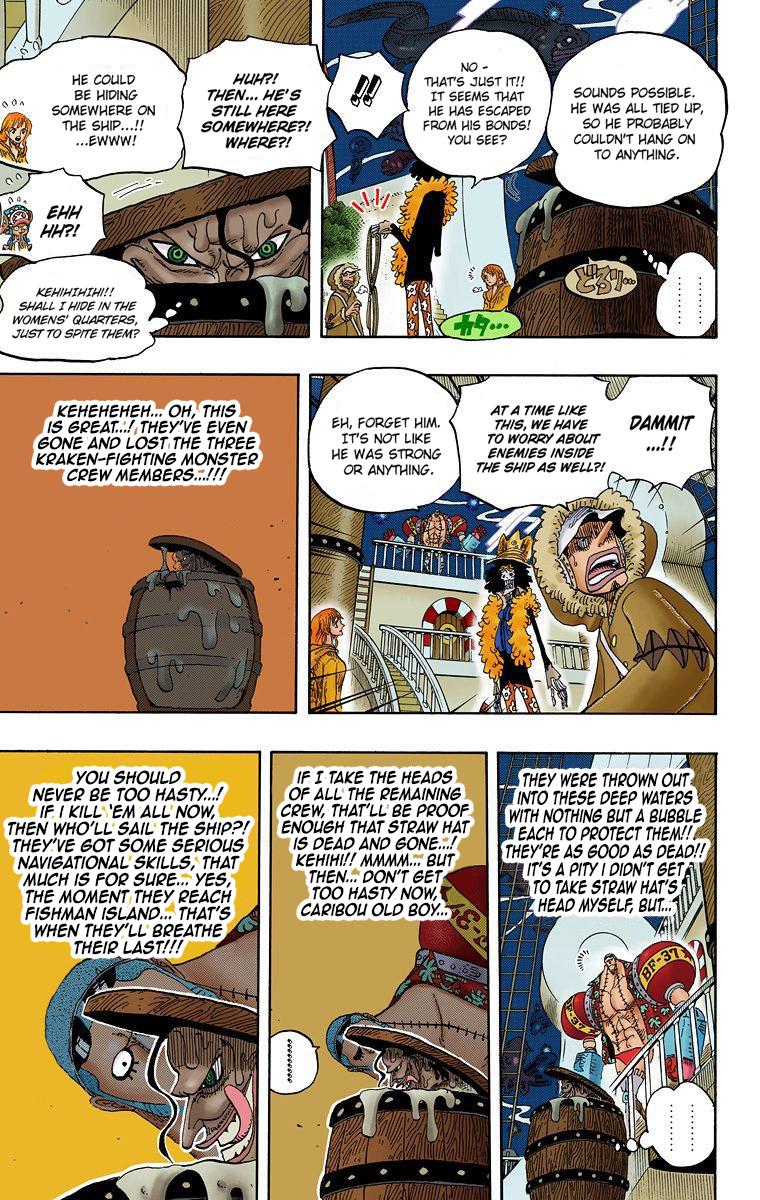 SOUNDS POSSIBLE.
HE WAS ALL TIED UP,
SO HE PROBABLY
COULDN'T HANG ON
TO ANYTHING.
NO -
THAT'S JUST IT!!
IT SEEMS THAT
HE HAS ESCAPED
FROM HIS BONDS!
YOU SEE?
!!
どろり…
カタ…
HUH?!
THEN... HE'S
STILL HERE
SOMEWHERE?!
WHERE?!
HE COULD
BE HIDING
SOMEWHERE ON
THE SHIP...!!
...EWWW!
EHH
HH?!
KEHIHIHIHI!!
SHALL I HIDE IN THE
WOMENS' QUARTERS,
JUST TO SPITE THEM?
DAMMIT
...!!
AT A TIME LIKE
THIS, WE HAVE
TO WORRY ABOUT
ENEMIES INSIDE
THE SHIP AS WELL?!
EH, FORGET HIM.
IT'S NOT LIKE
HE WAS STRONG
OR ANYTHING.
KEHEHEHEH... OH, THIS
IS GREAT...! THEY'VE EVEN
GONE AND LOST THE THREE
KRAKEN-FIGHTING MONSTER
CREW MEMBERS...!!!
THEY WERE THROWN OUT
INTO THESE DEEP WATERS
WITH NOTHING BUT A BUBBLE
EACH TO PROTECT THEM!!
THEY'RE AS GOOD AS DEAD!!
IT'S A PITY I DIDN'T GET
TO TAKE STRAW HAT'S
HEAD MYSELF, BUT...
BF-37
IF I TAKE THE HEADS
OF ALL THE REMAINING
CREW, THAT'LL BE PROOF
ENOUGH THAT STRAW HAT
IS DEAD AND GONE...!
KEHIHI!! MMMM... BUT
THEN... DON'T GET
TOO HASTY NOW,
CARIBOU OLD BOY...
YOU SHOULD
NEVER BE TOO HASTY...!
IF I KILL 'EM ALL NOW,
THEN WHO'LL SAIL THE SHIP?!
THEY'VE GOT SOME SERIOUS
NAVIGATIONAL SKILLS, THAT
MUCH IS FOR SURE... YES,
THE MOMENT THEY REACH
FISHMAN ISLAND... THAT'S
WHEN THEY'LL BREATHE
THEIR LAST!!!